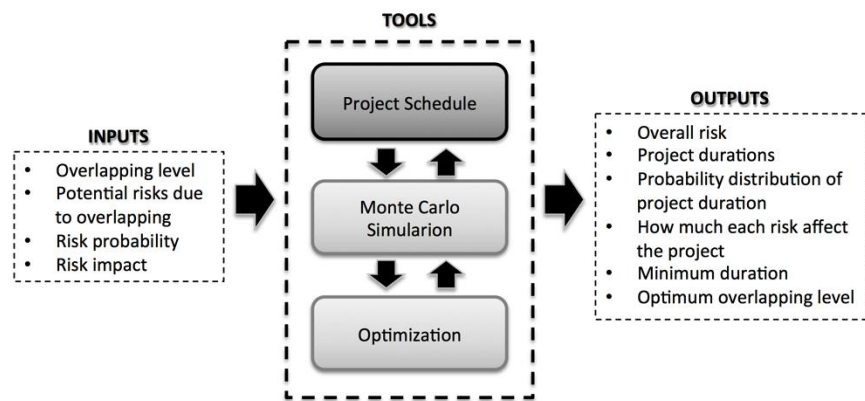 TOOLS
Project Schedule
Monte Carlo
Simularion
Optimization
INPUTS
• Overlapping level
• Potential risks due
to overlapping
• Risk probability
• Risk impact
OUTPUTS
• Overall risk
• Project durations
• Probability distribution of
project duration
• How much each risk affect
the project
• Minimum duration
• Optimum overlapping level